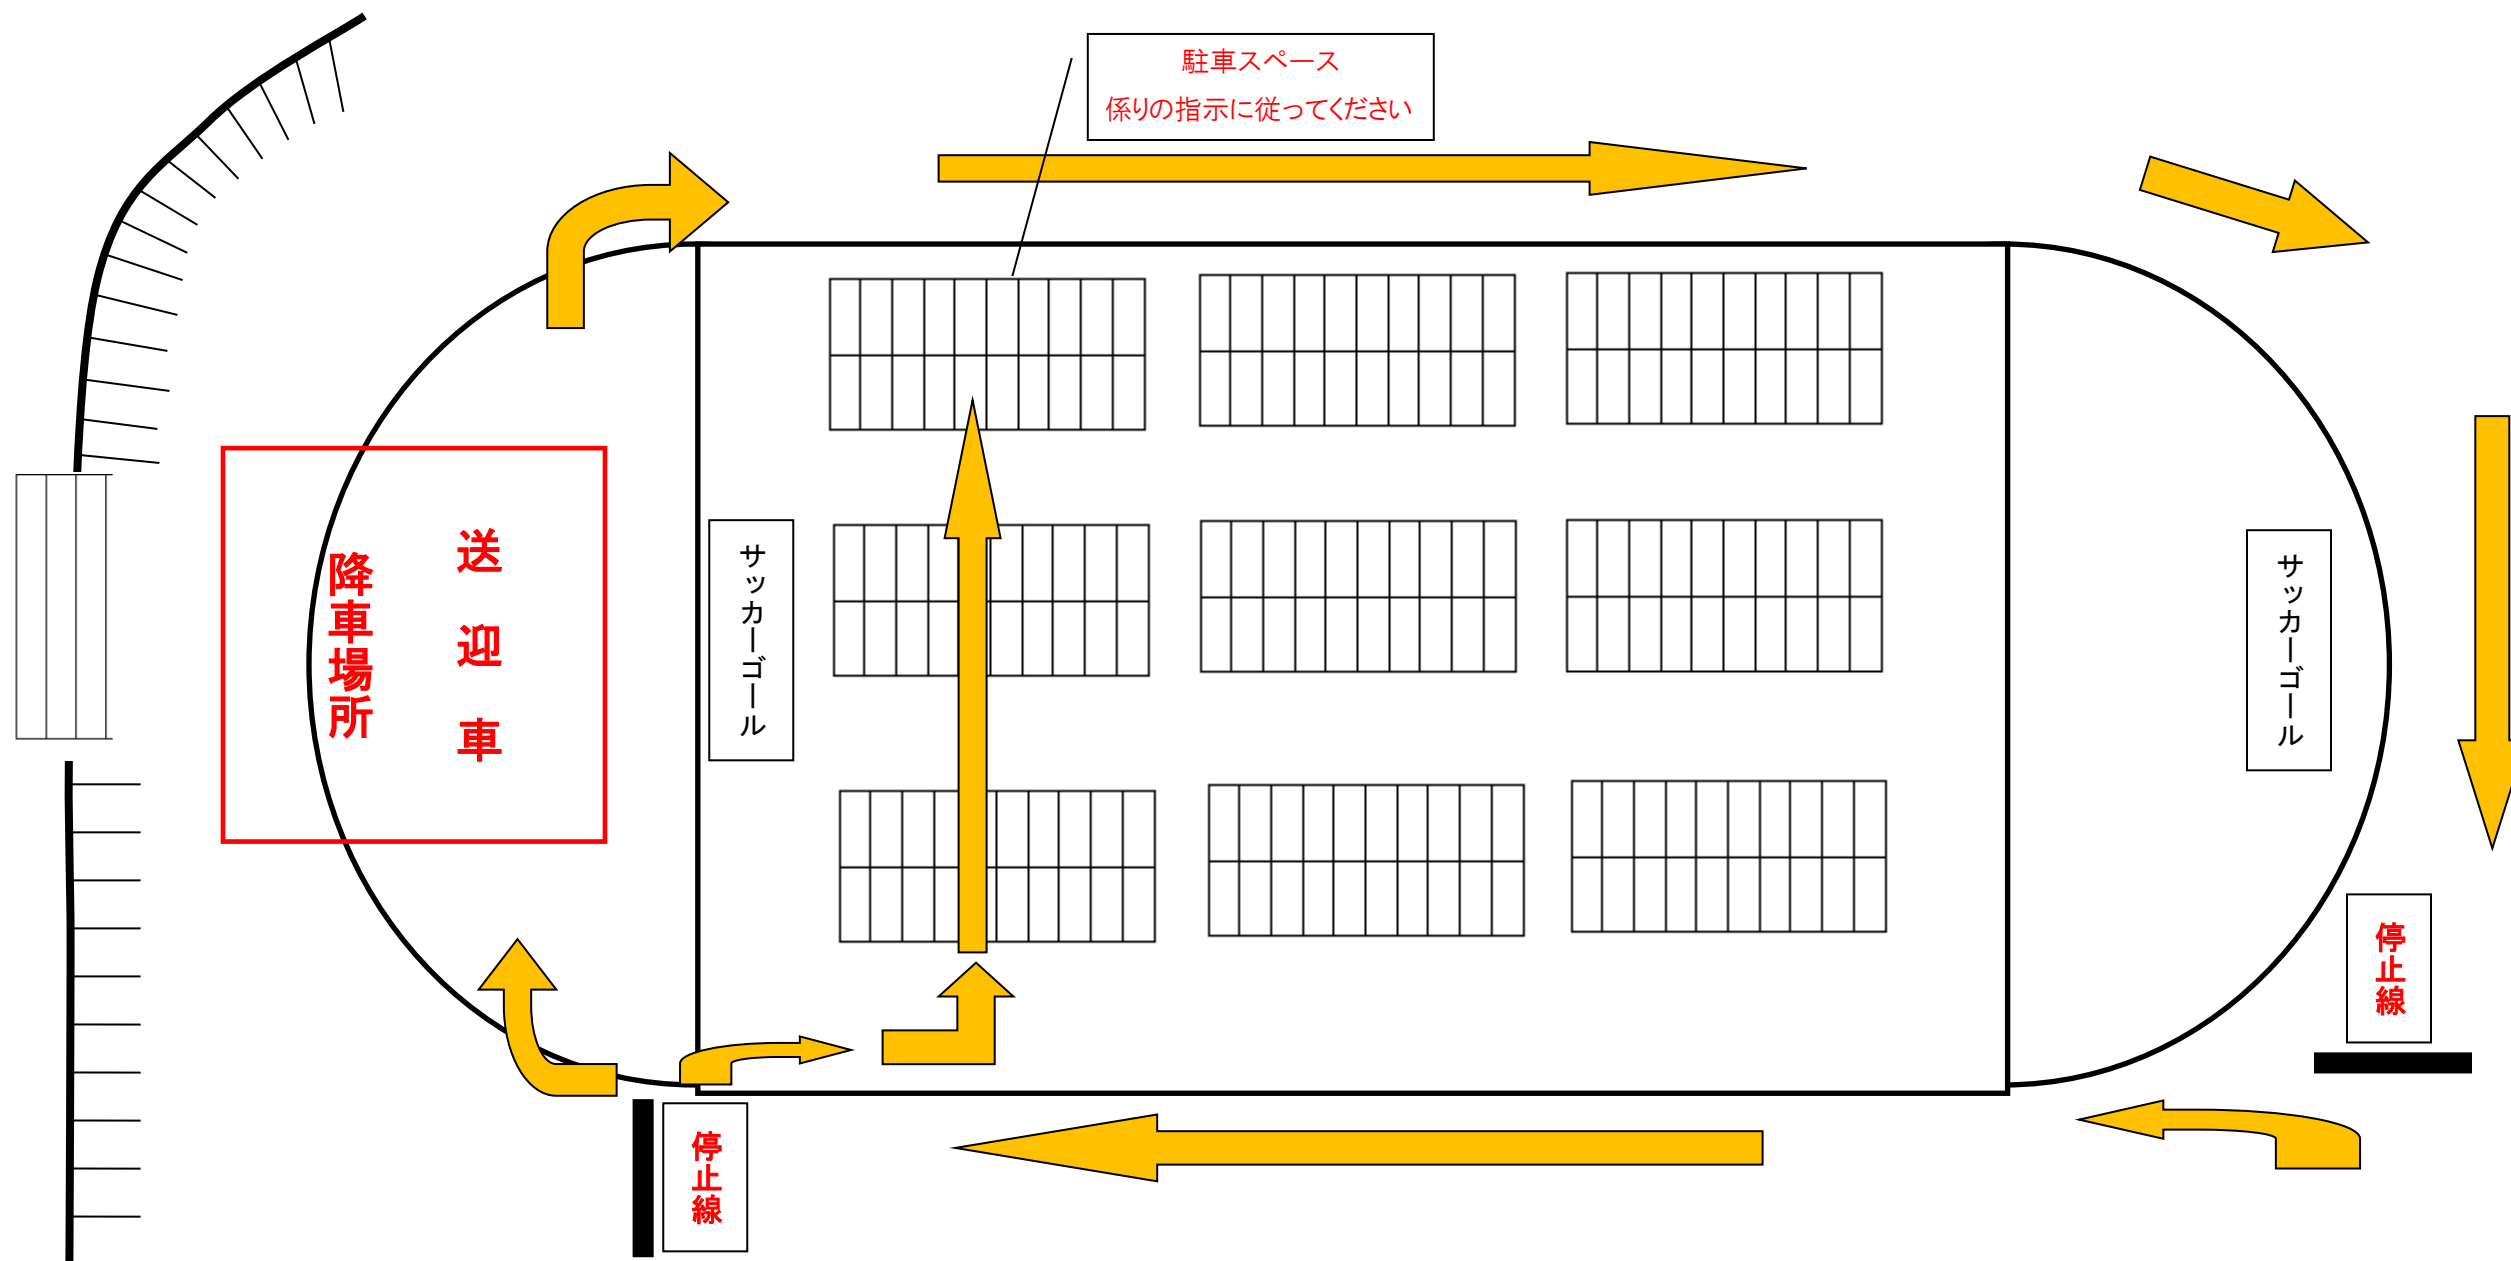 駐車スペース
係りの指示に従ってください
送迎車
降車場所
サッカーゴール
サッカーゴール
停止線
停止線